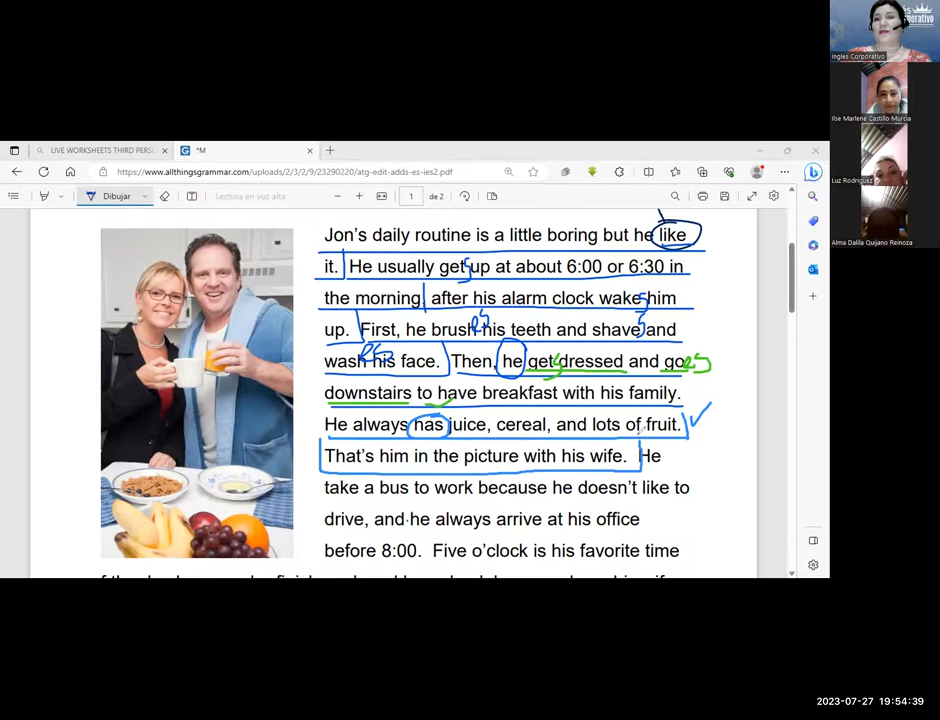 LIVE WORKSHEETS THIRD PERS
*M
https://www.allthingsgrammar.com/uploads/2/3/2/9/23290220/atg-edit-adds-es-ies2.pdf
Dibujar
Lectura en voz alta
1
de 2
Jon's daily routine is a little boring but he like
it. He usually get s up at about 6:00 or 6:30 in
the morning, after his alarm clock wake s him
up. First, he brush es his teeth and shave s and
wash es his face. Then, he get s dressed and go es
downstairs to have breakfast with his family.
He always has juice, cereal, and lots of fruit.
That's him in the picture with his wife. He
take a bus to work because he doesn't like to
drive, and he always arrive at his office
before 8:00. Five o'clock is his favorite time
Ingles Corporativo
Ilse Marlene Castillo Murcia
Luz Rodriguez
Alma Dalila Quijano Reinoza
2023-07-27 19:54:39